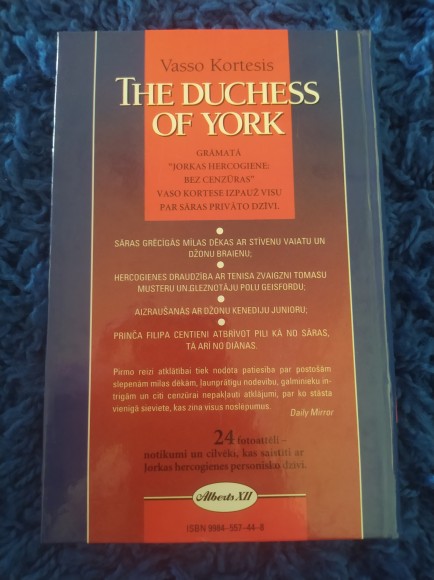 Vasso Kortesis
THE DUCHESS
OF YORK
GRĀMATĀ
"JORKAS HERCOGIENE:
BEZ CENZŪRAS"
VASO KORTESE IZPAUŽ VISU
PAR SĀRAS PRIVĀTO DZĪVI.
SĀRAS GRĒCĪGĀS MĪLAS DĒKAS AR STĪVENU VAIATU UN
DŽONU BRAIENU;
HERCOGIENES DRAUDZĪBA AR TENISA ZVAIGZNI TOMASU
MUSTERU UN GLEZNOTĀJU POLU GEISFORDU;
AIZRAUŠANĀS AR DŽONU KENEDIJU JUNIORU;
PRINČA FILIPA CENTIENI ATBRĪVOT PILI KĀ NO SĀRAS,
TĀ ARĪ NO DIĀNAS.
Pirmo reizi atklātībai tiek nodota patiesība par postošām
slepenām mīlas dēkām, ļaunprātīgu nodevību, galminieku in-
trigām un citi cenzūrai nepakļauti atklājumi, par ko stāsta
vienīgā sieviete, kas zina visus noslēpumus.
Daily Mirror
24 fotoattēli –
notikumi un cilvēki, kas saistīti ar
Jorkas hercogienes personisko dzīvi.
Alberts XII
ISBN 9984-557-44-8